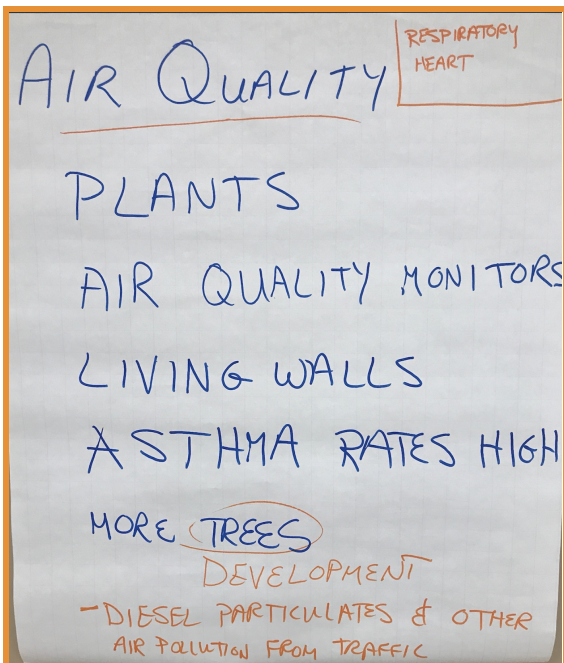 AIR QUALITY
RESPIRATORY
HEART
PLANTS
AIR QUALITY MONITORS
LIVING WALLS
ASTHMA RATES HIGH
MORE TREES
DEVELOPMENT
- DIESEL PARTICULATES & OTHER
AIR POLLUTION FROM TRAFFIC